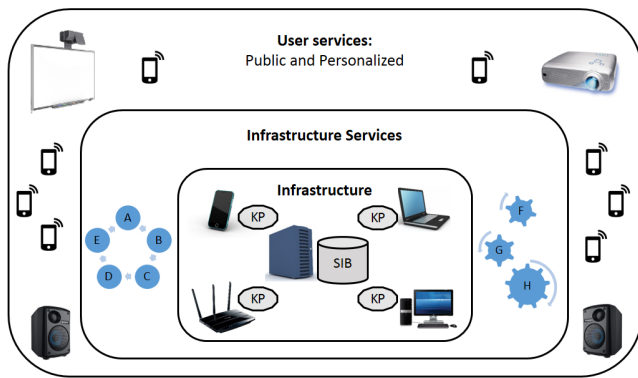 User services:
Public and Personalized
Infrastructure Services
Infrastructure
KP
KP
A
F
E
B
G
SIB
D
C
H
KP
KP